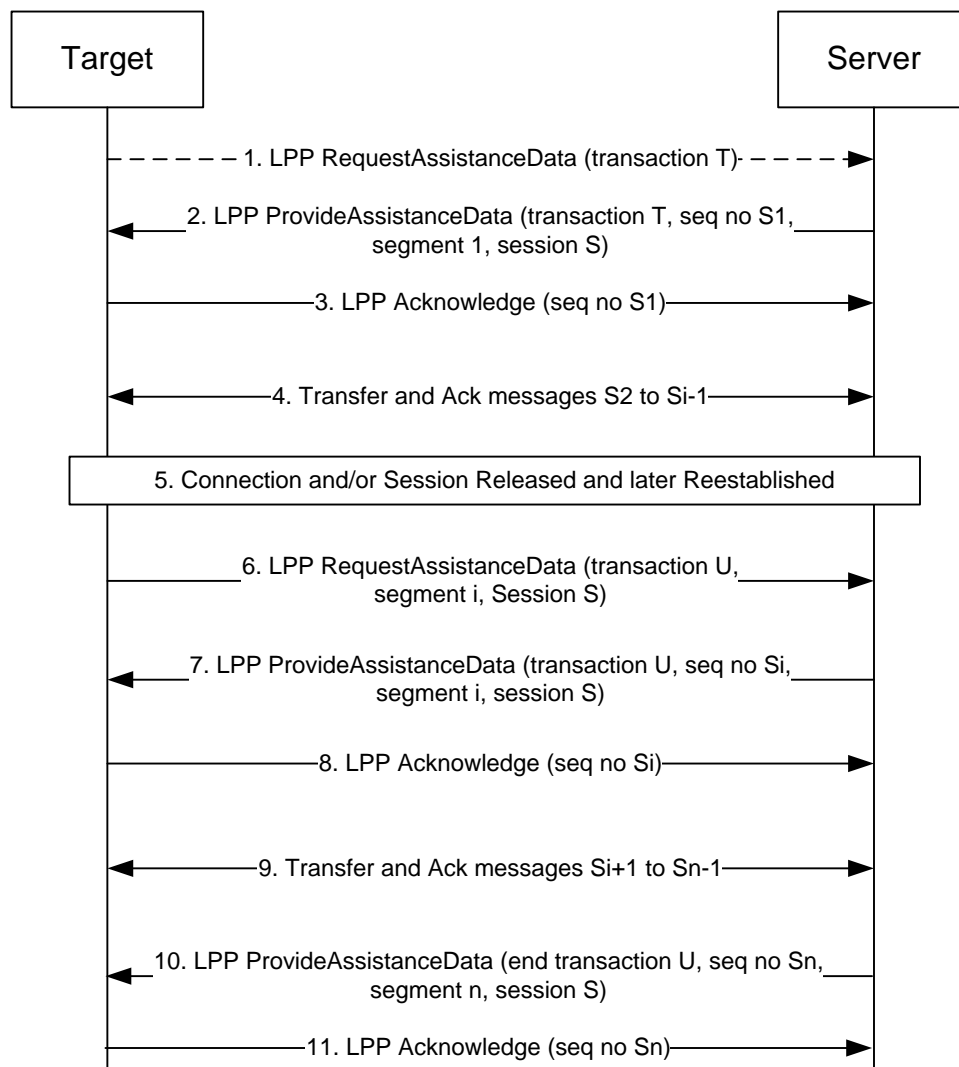 Target
Server
1. LPP RequestAssistanceData (transaction T)
2. LPP ProvideAssistanceData (transaction T, seq no S1,
segment 1, session S)
3. LPP Acknowledge (seq no S1)
4. Transfer and Ack messages S2 to Si-1
5. Connection and/or Session Released and later Reestablished
6. LPP RequestAssistanceData (transaction U,
segment i, Session S)
7. LPP ProvideAssistanceData (transaction U, seq no Si,
segment i, session S)
8. LPP Acknowledge (seq no Si)
9. Transfer and Ack messages Si+1 to Sn-1
10. LPP ProvideAssistanceData (end transaction U, seq no Sn,
segment n, session S)
11. LPP Acknowledge (seq no Sn)